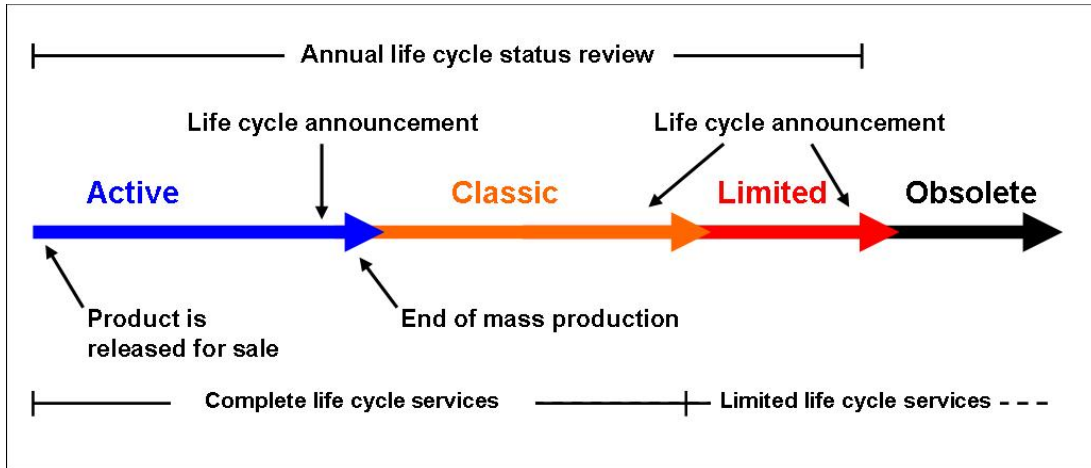 Annual life cycle status review
Life cycle announcement
Life cycle announcement
Active
Classic
Limited
Obsolete
Product is
released for sale
End of mass production
Complete life cycle services
Limited life cycle services